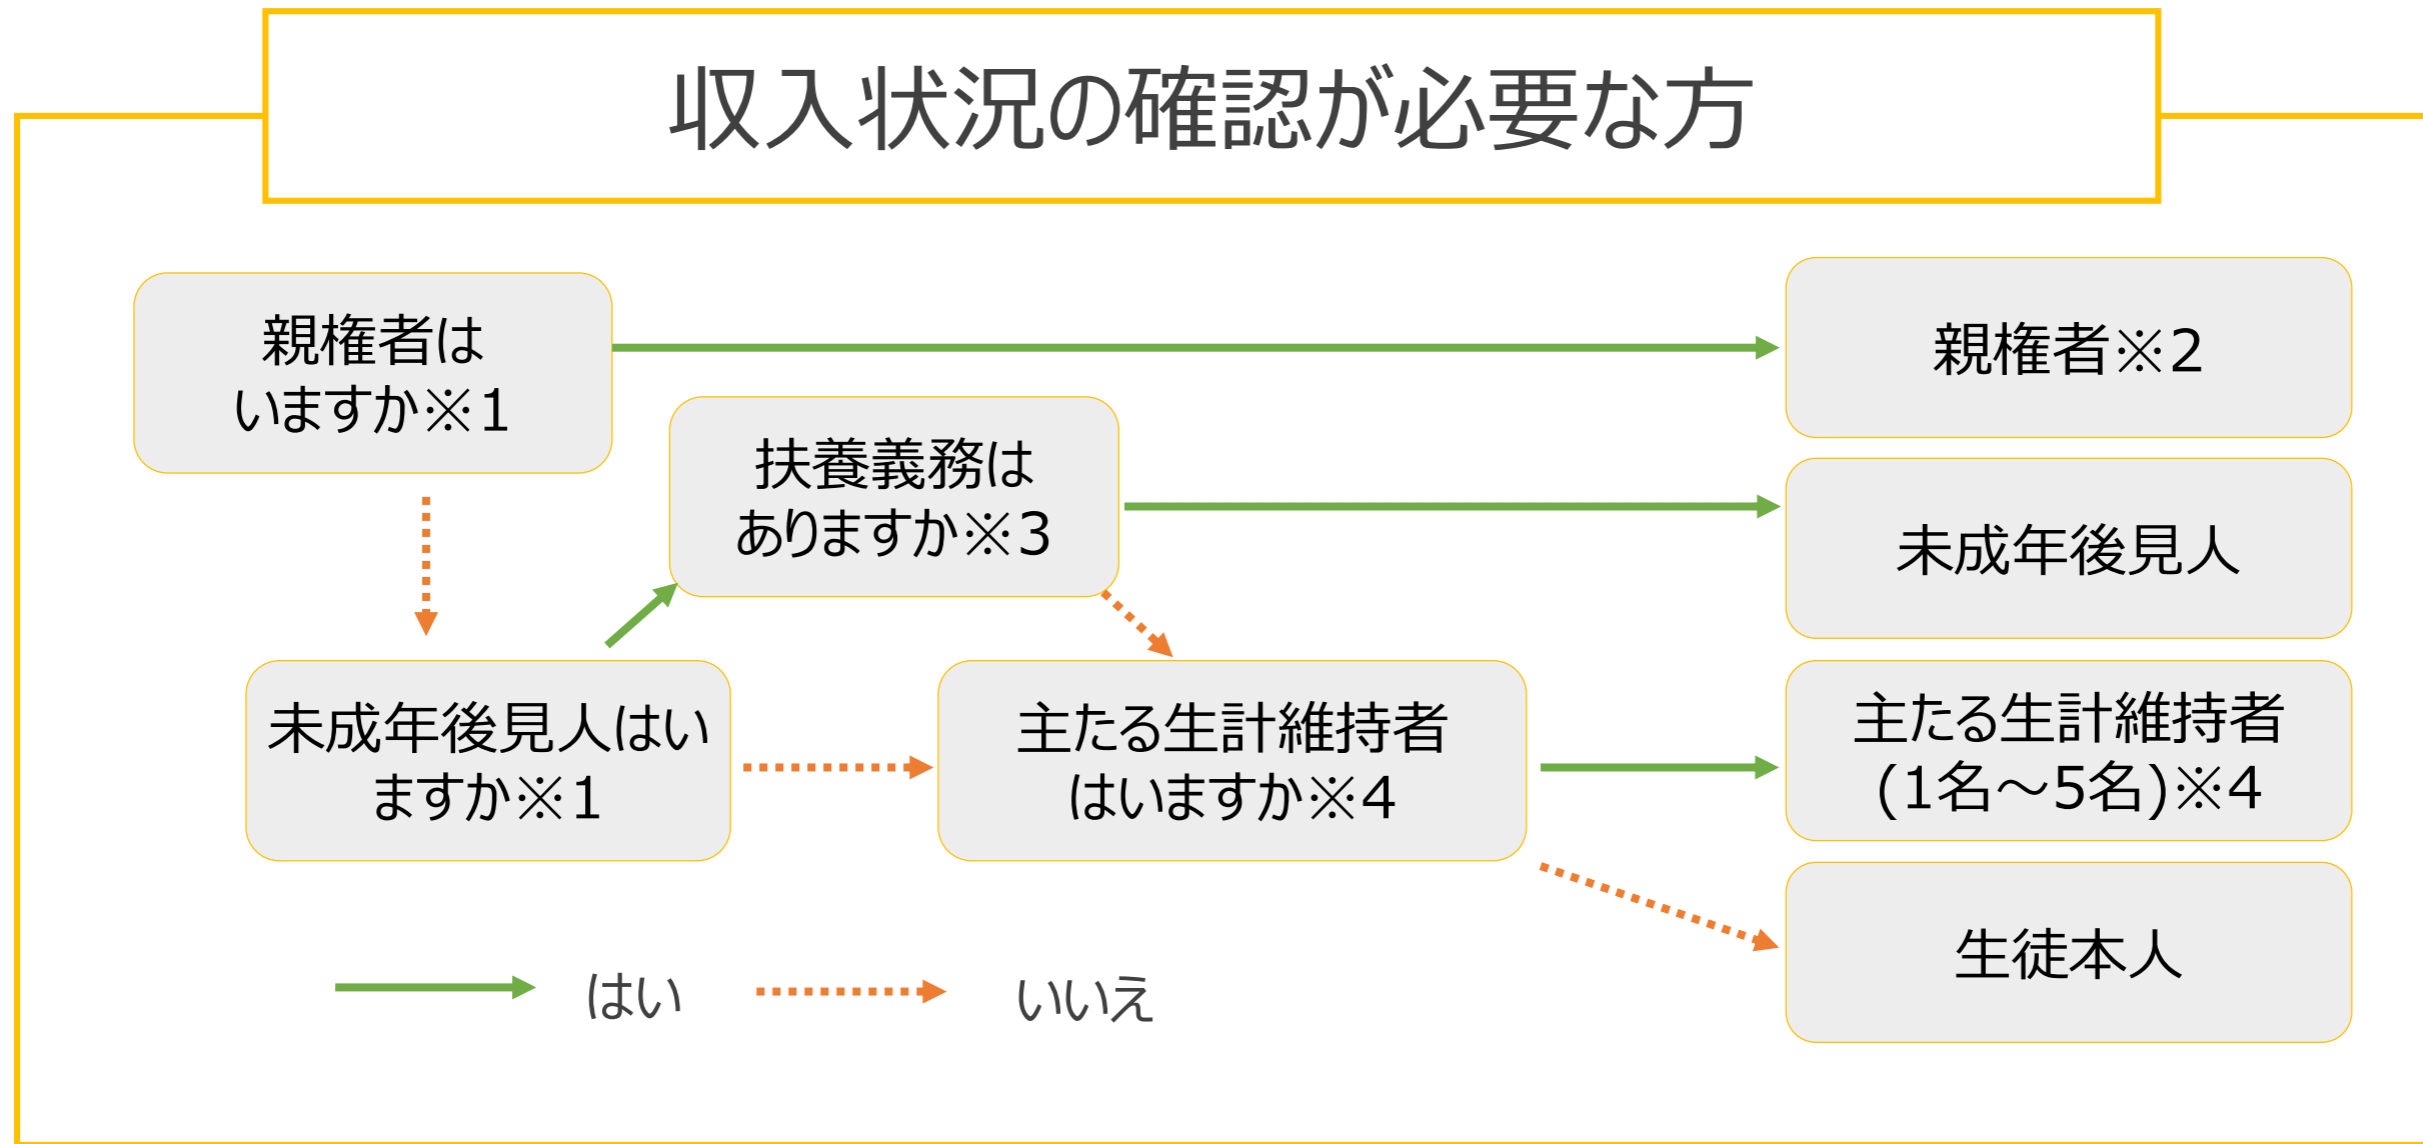 収入状況の確認が必要な方
親権者は
いますか※1
親権者※2
扶養義務は
ありますか※3
未成年後見人
未成年後見人はい
ますか※1
主たる生計維持者
はいますか※4
主たる生計維持者
(1名～5名)※4
生徒本人
はい
いいえ